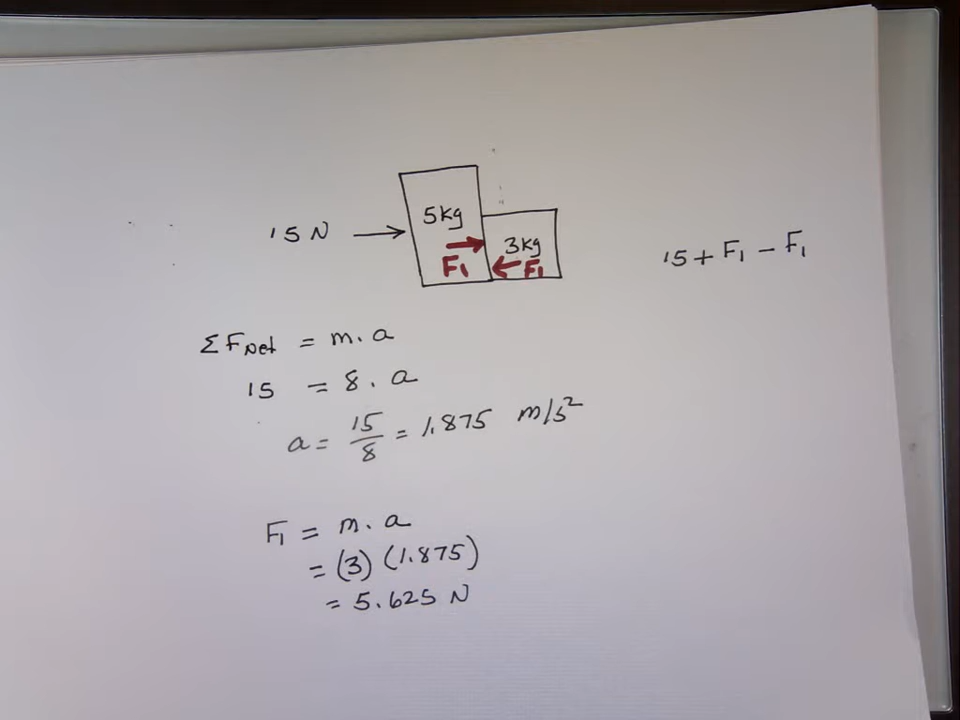 15 N
5kg
3kg
F₁
F₁
15 + F₁ - F₁
ΣF_Net = m. a
15 = 8. a
a = 15/8 = 1.875 m/s²
F₁ = m. a
= (3) (1.875)
= 5.625 N